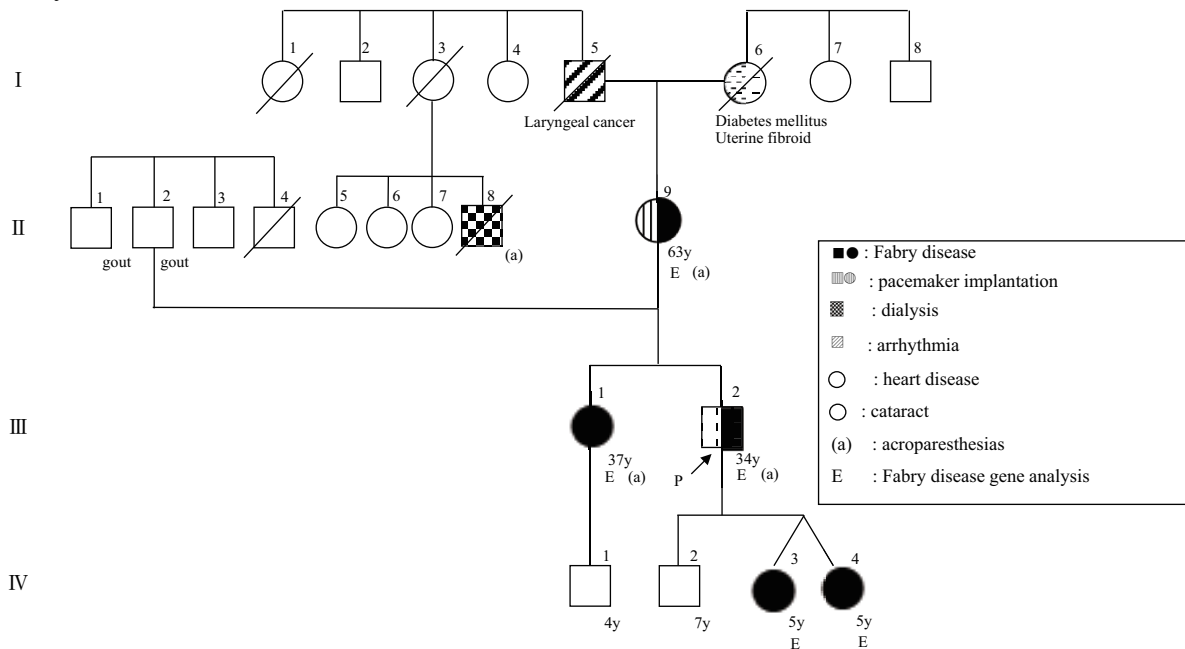 1 2 3 4 5 6 7 8
I
Laryngeal cancer
Diabetes mellitus
Uterine fibroid
1 2 3 4 5 6 7 8 9
II
gout gout
(a)
63y
E (a)
: Fabry disease
: pacemaker implantation
: dialysis
: arrhythmia
: heart disease
: cataract
(a) : acroparesthesias
E : Fabry disease gene analysis
1 2
III
37y
E (a)
P
34y
E (a)
1 2 3 4
IV
4y 7y 5y 5y
E E